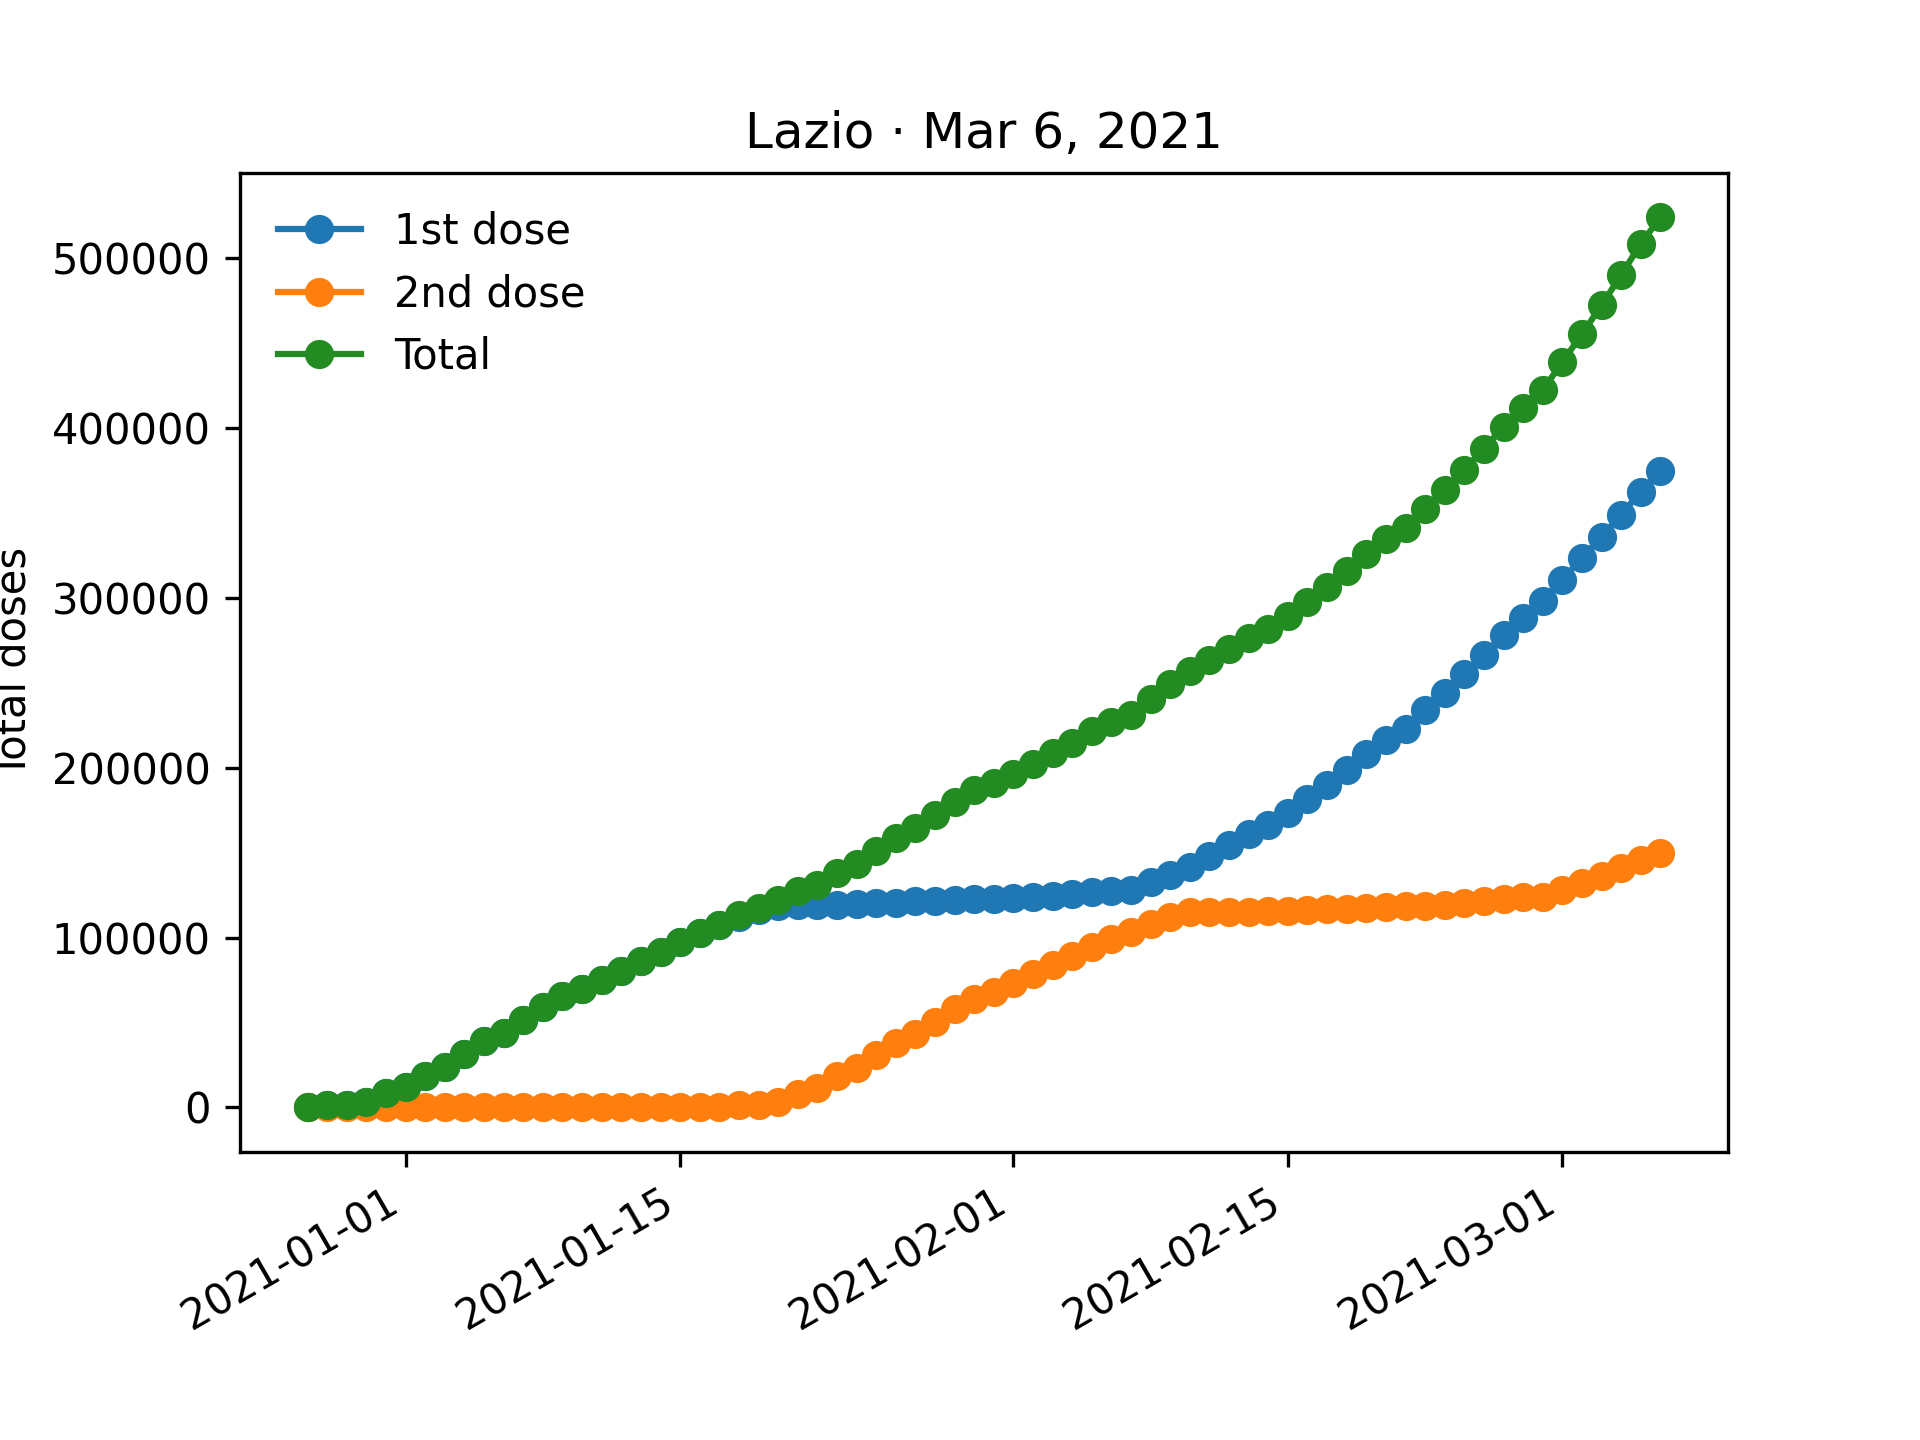 Lazio · Mar 6, 2021
1st dose
2nd dose
Total
500000
400000
300000
200000
100000
0
Total doses
2021-01-01
2021-01-15
2021-02-01
2021-02-15
2021-03-01